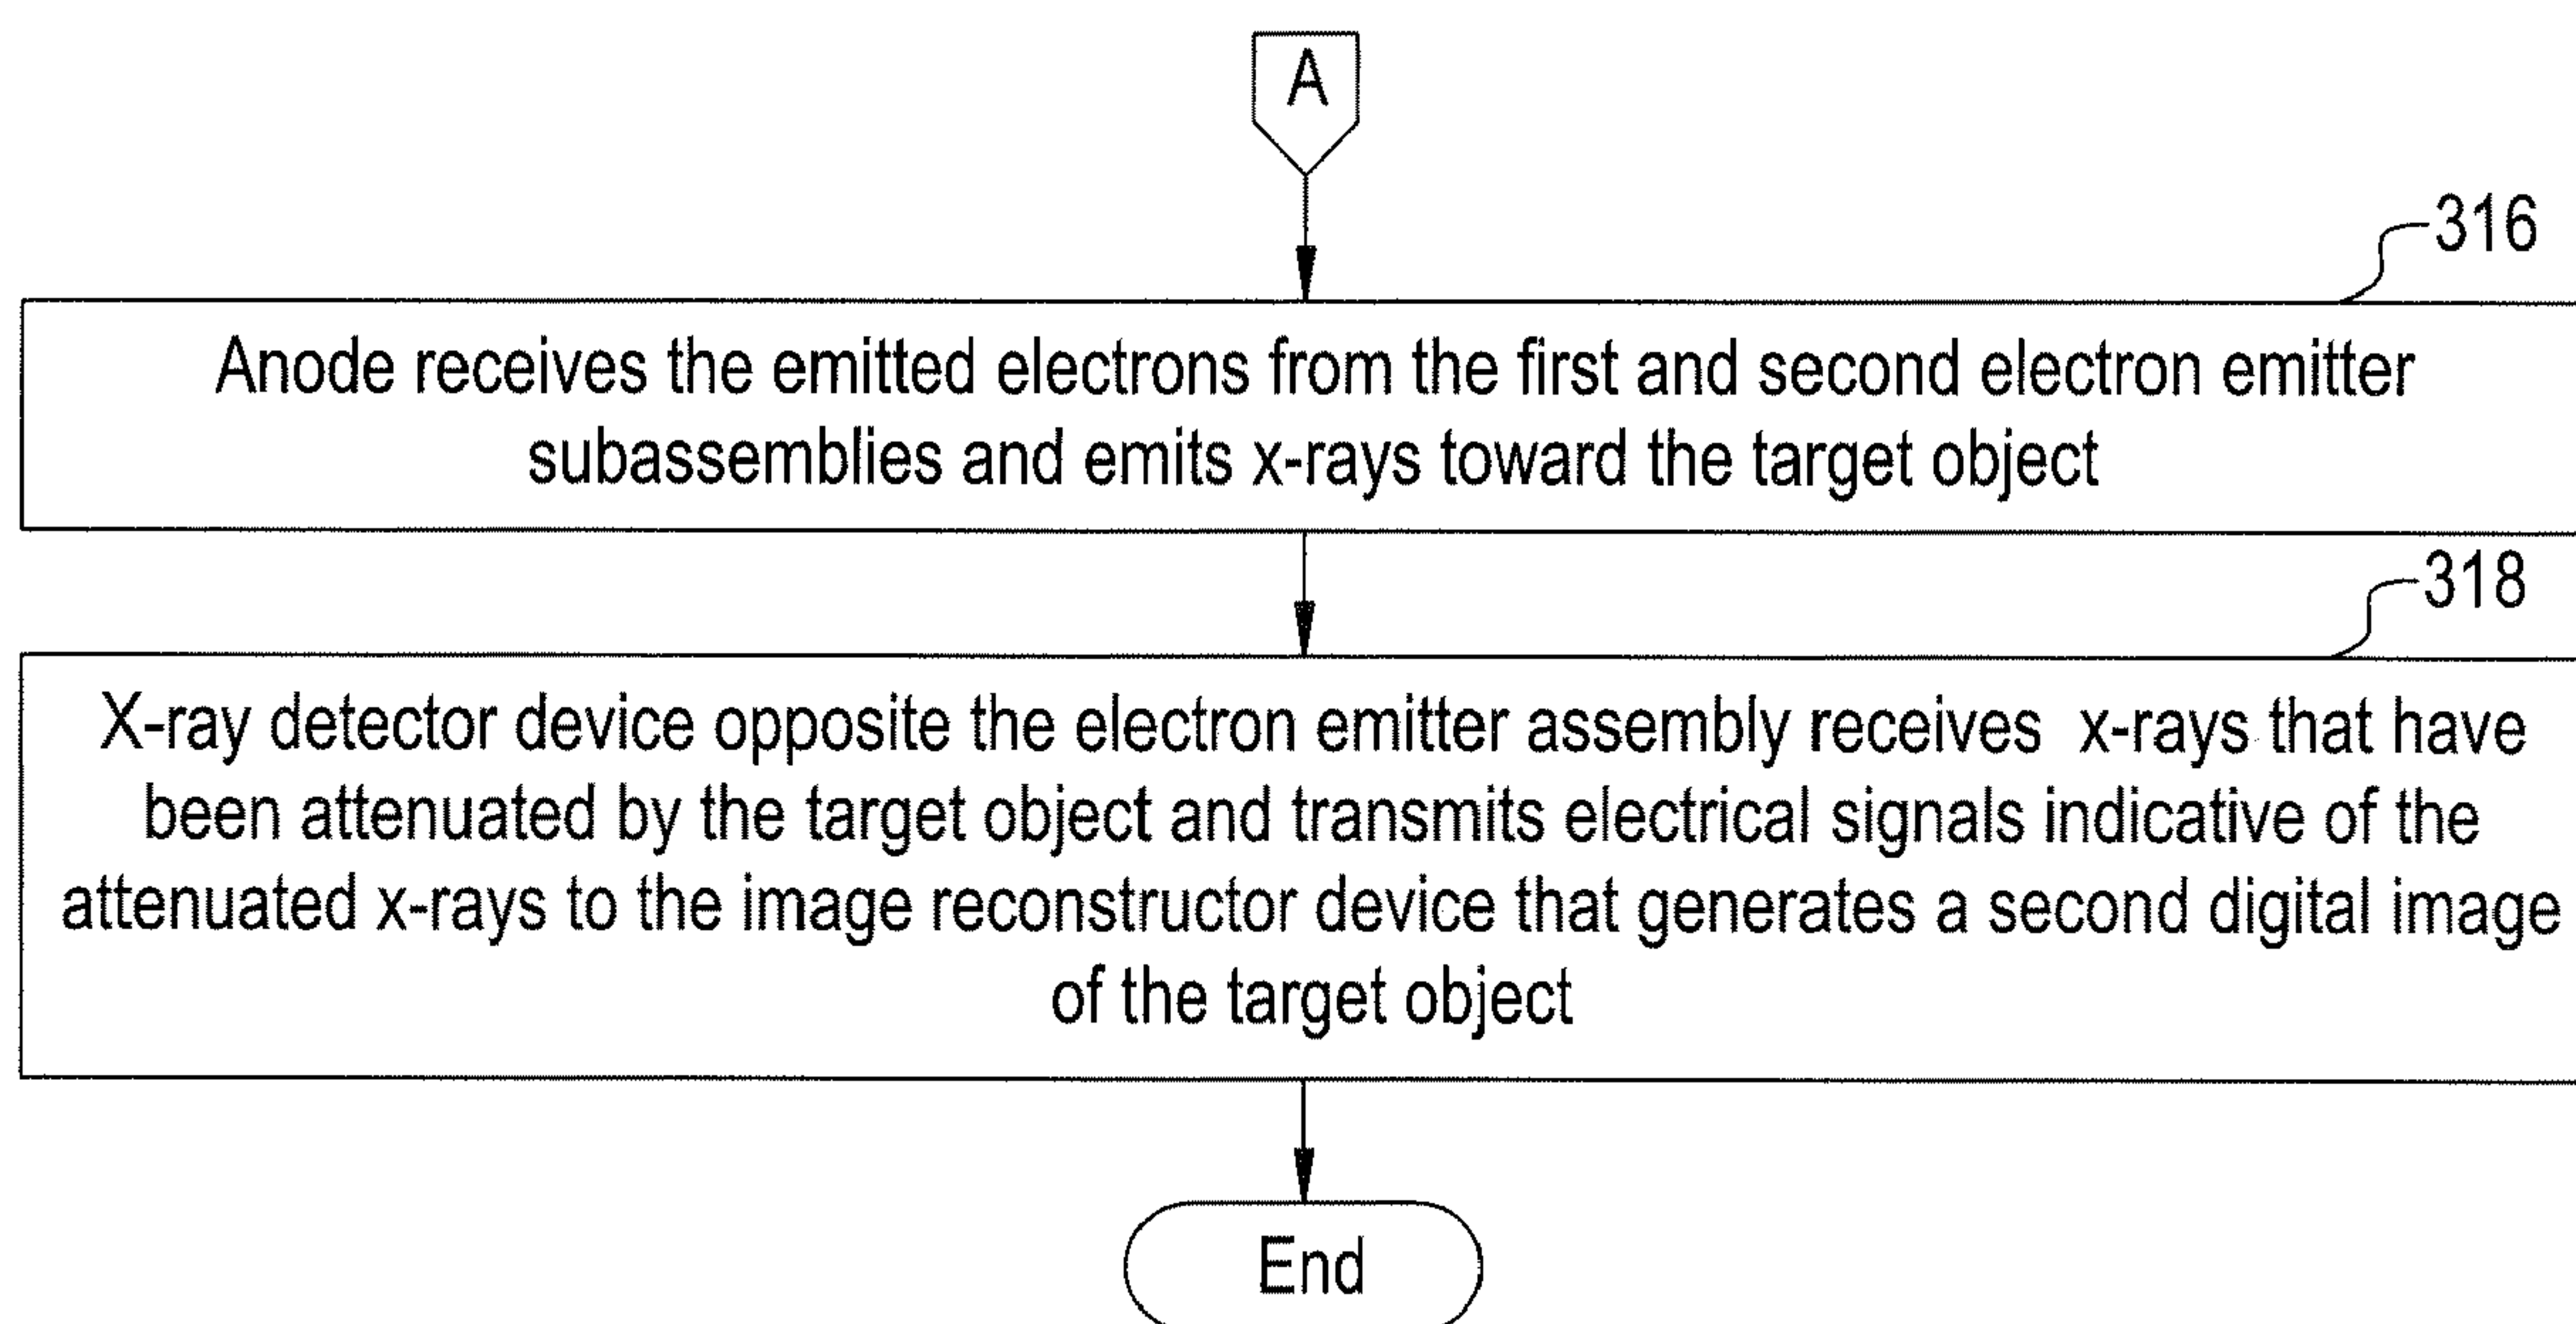 A
316
Anode receives the emitted electrons from the first and second electron emitter
subassemblies and emits x-rays toward the target object
318
X-ray detector device opposite the electron emitter assembly receives x-rays that have
been attenuated by the target object and transmits electrical signals indicative of the
attenuated x-rays to the image reconstructor device that generates a second digital image
of the target object
End